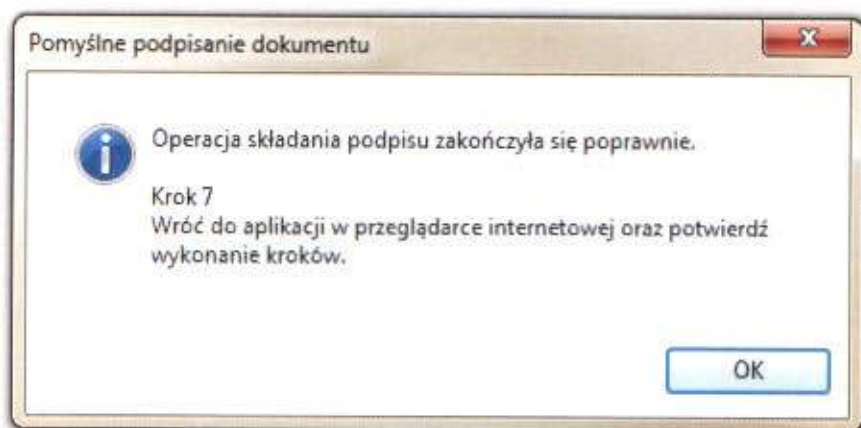 Pomyślne podpisanie dokumentu
Operacja składania podpisu zakończyła się poprawnie.
Krok 7
Wróć do aplikacji w przeglądarce internetowej oraz potwierdź
wykonanie kroków.
OK